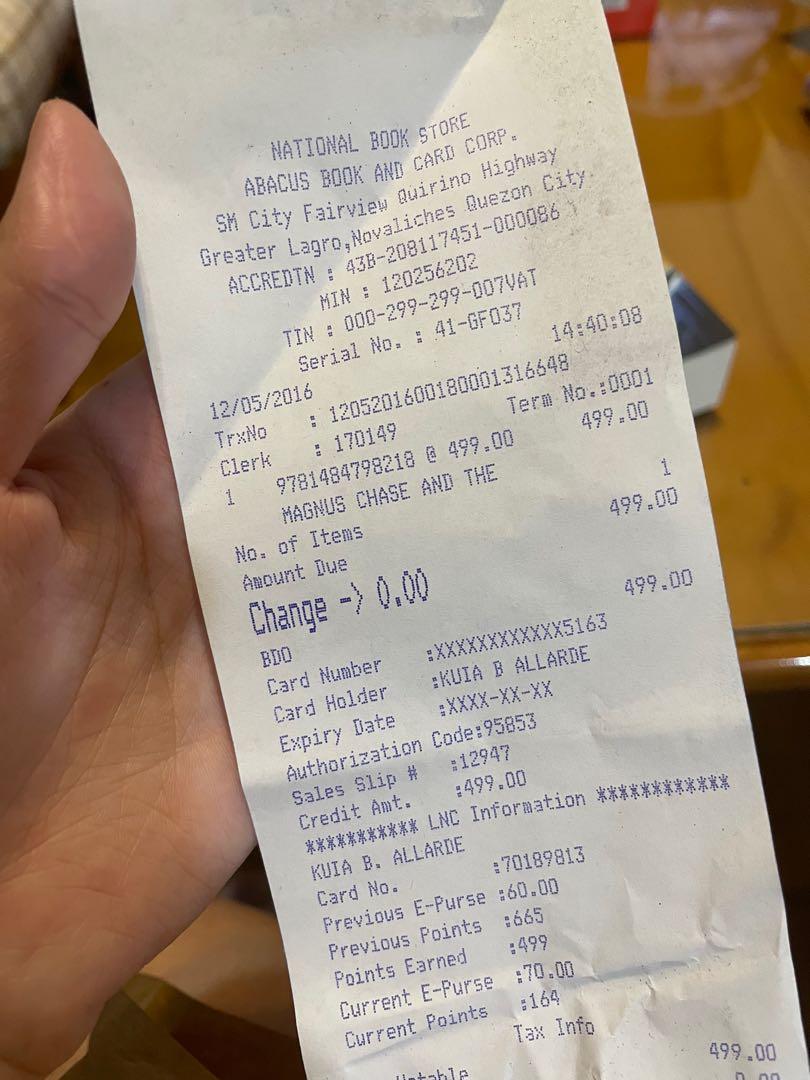 NATIONAL BOOK STORE
ABACUS BOOK AND CARD CORP.
SM City Fairview Quirino Highway
Greater Lagro,Novaliches Quezon City
ACCREDTN : 43B-208117451-000086
MIN : 120256202
TIN : 000-299-299-007VAT
Serial No. : 41-GF037
12/05/2016 14:40:08
TrxNo : 12052016001800001316648
Clerk : 170149 Term No.:0001
1 9781484798218 @ 499.00 499.00
MAGNUS CHASE AND THE
No. of Items 1
Amount Due 499.00
Change -> 0.00
BDO 499.00
Card Number :XXXXXXXXXXXX5163
Card Holder :KUIA B ALLARDE
Expiry Date :XXXX-XX-XX
Authorization Code:95853
Sales Slip # :12947
Credit Amt. :499.00
*********** LNC Information ************
KUIA B. ALLARDE
Card No. :70189813
Previous E-Purse :60.00
Previous Points :665
Points Earned :499
Current E-Purse :70.00
Current Points :164
Tax Info
499.00